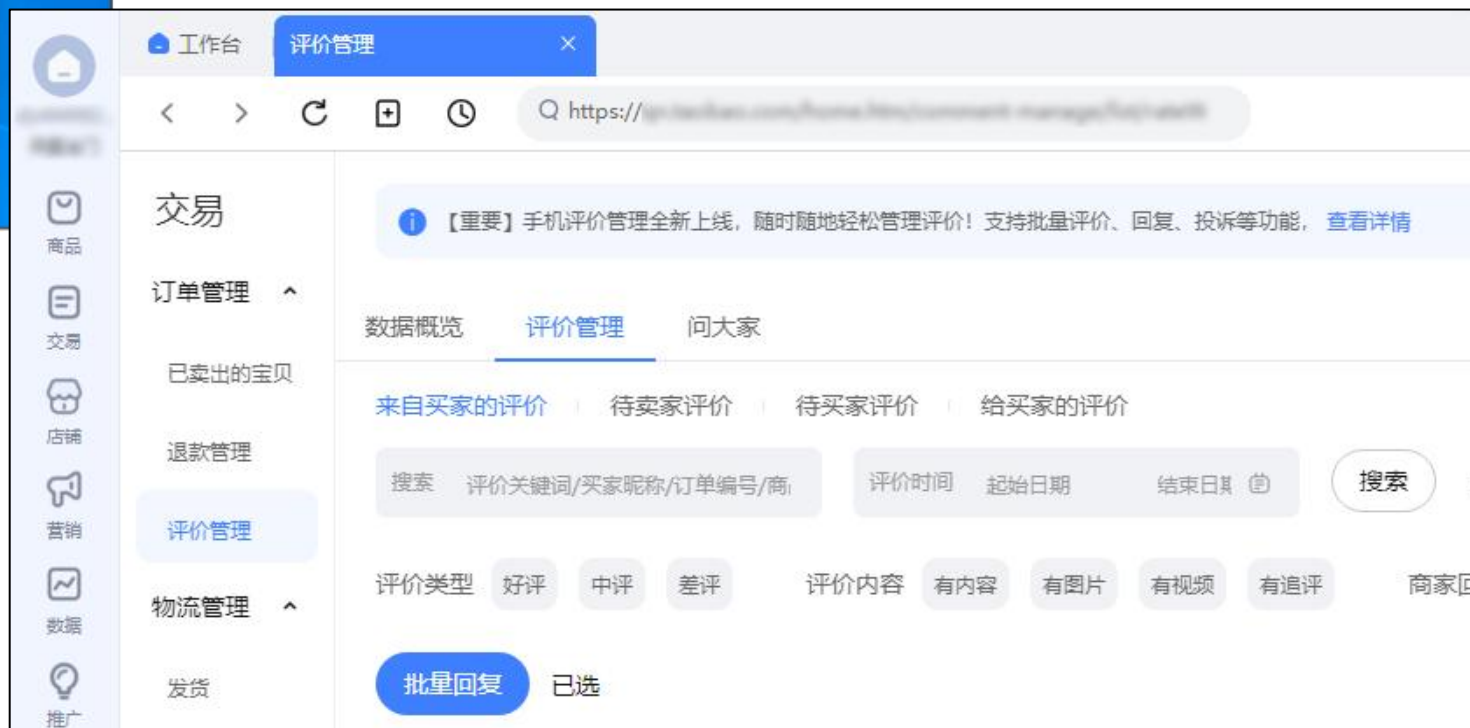 工作台
评价管理
https://
商品
交易
店铺
营销
数据
推广
交易
订单管理
已卖出的宝贝
退款管理
评价管理
物流管理
发货
【重要】手机评价管理全新上线，随时随地轻松管理评价！支持批量评价、回复、投诉等功能， 查看详情
数据概览 评价管理 问大家
来自买家的评价 待卖家评价 待买家评价 给买家的评价
搜索 评价关键词/买家昵称/订单编号/商 评价时间 起始日期 结束日期 搜索
评价类型 好评 中评 差评 评价内容 有内容 有图片 有视频 有追评 商家回
批量回复 已选